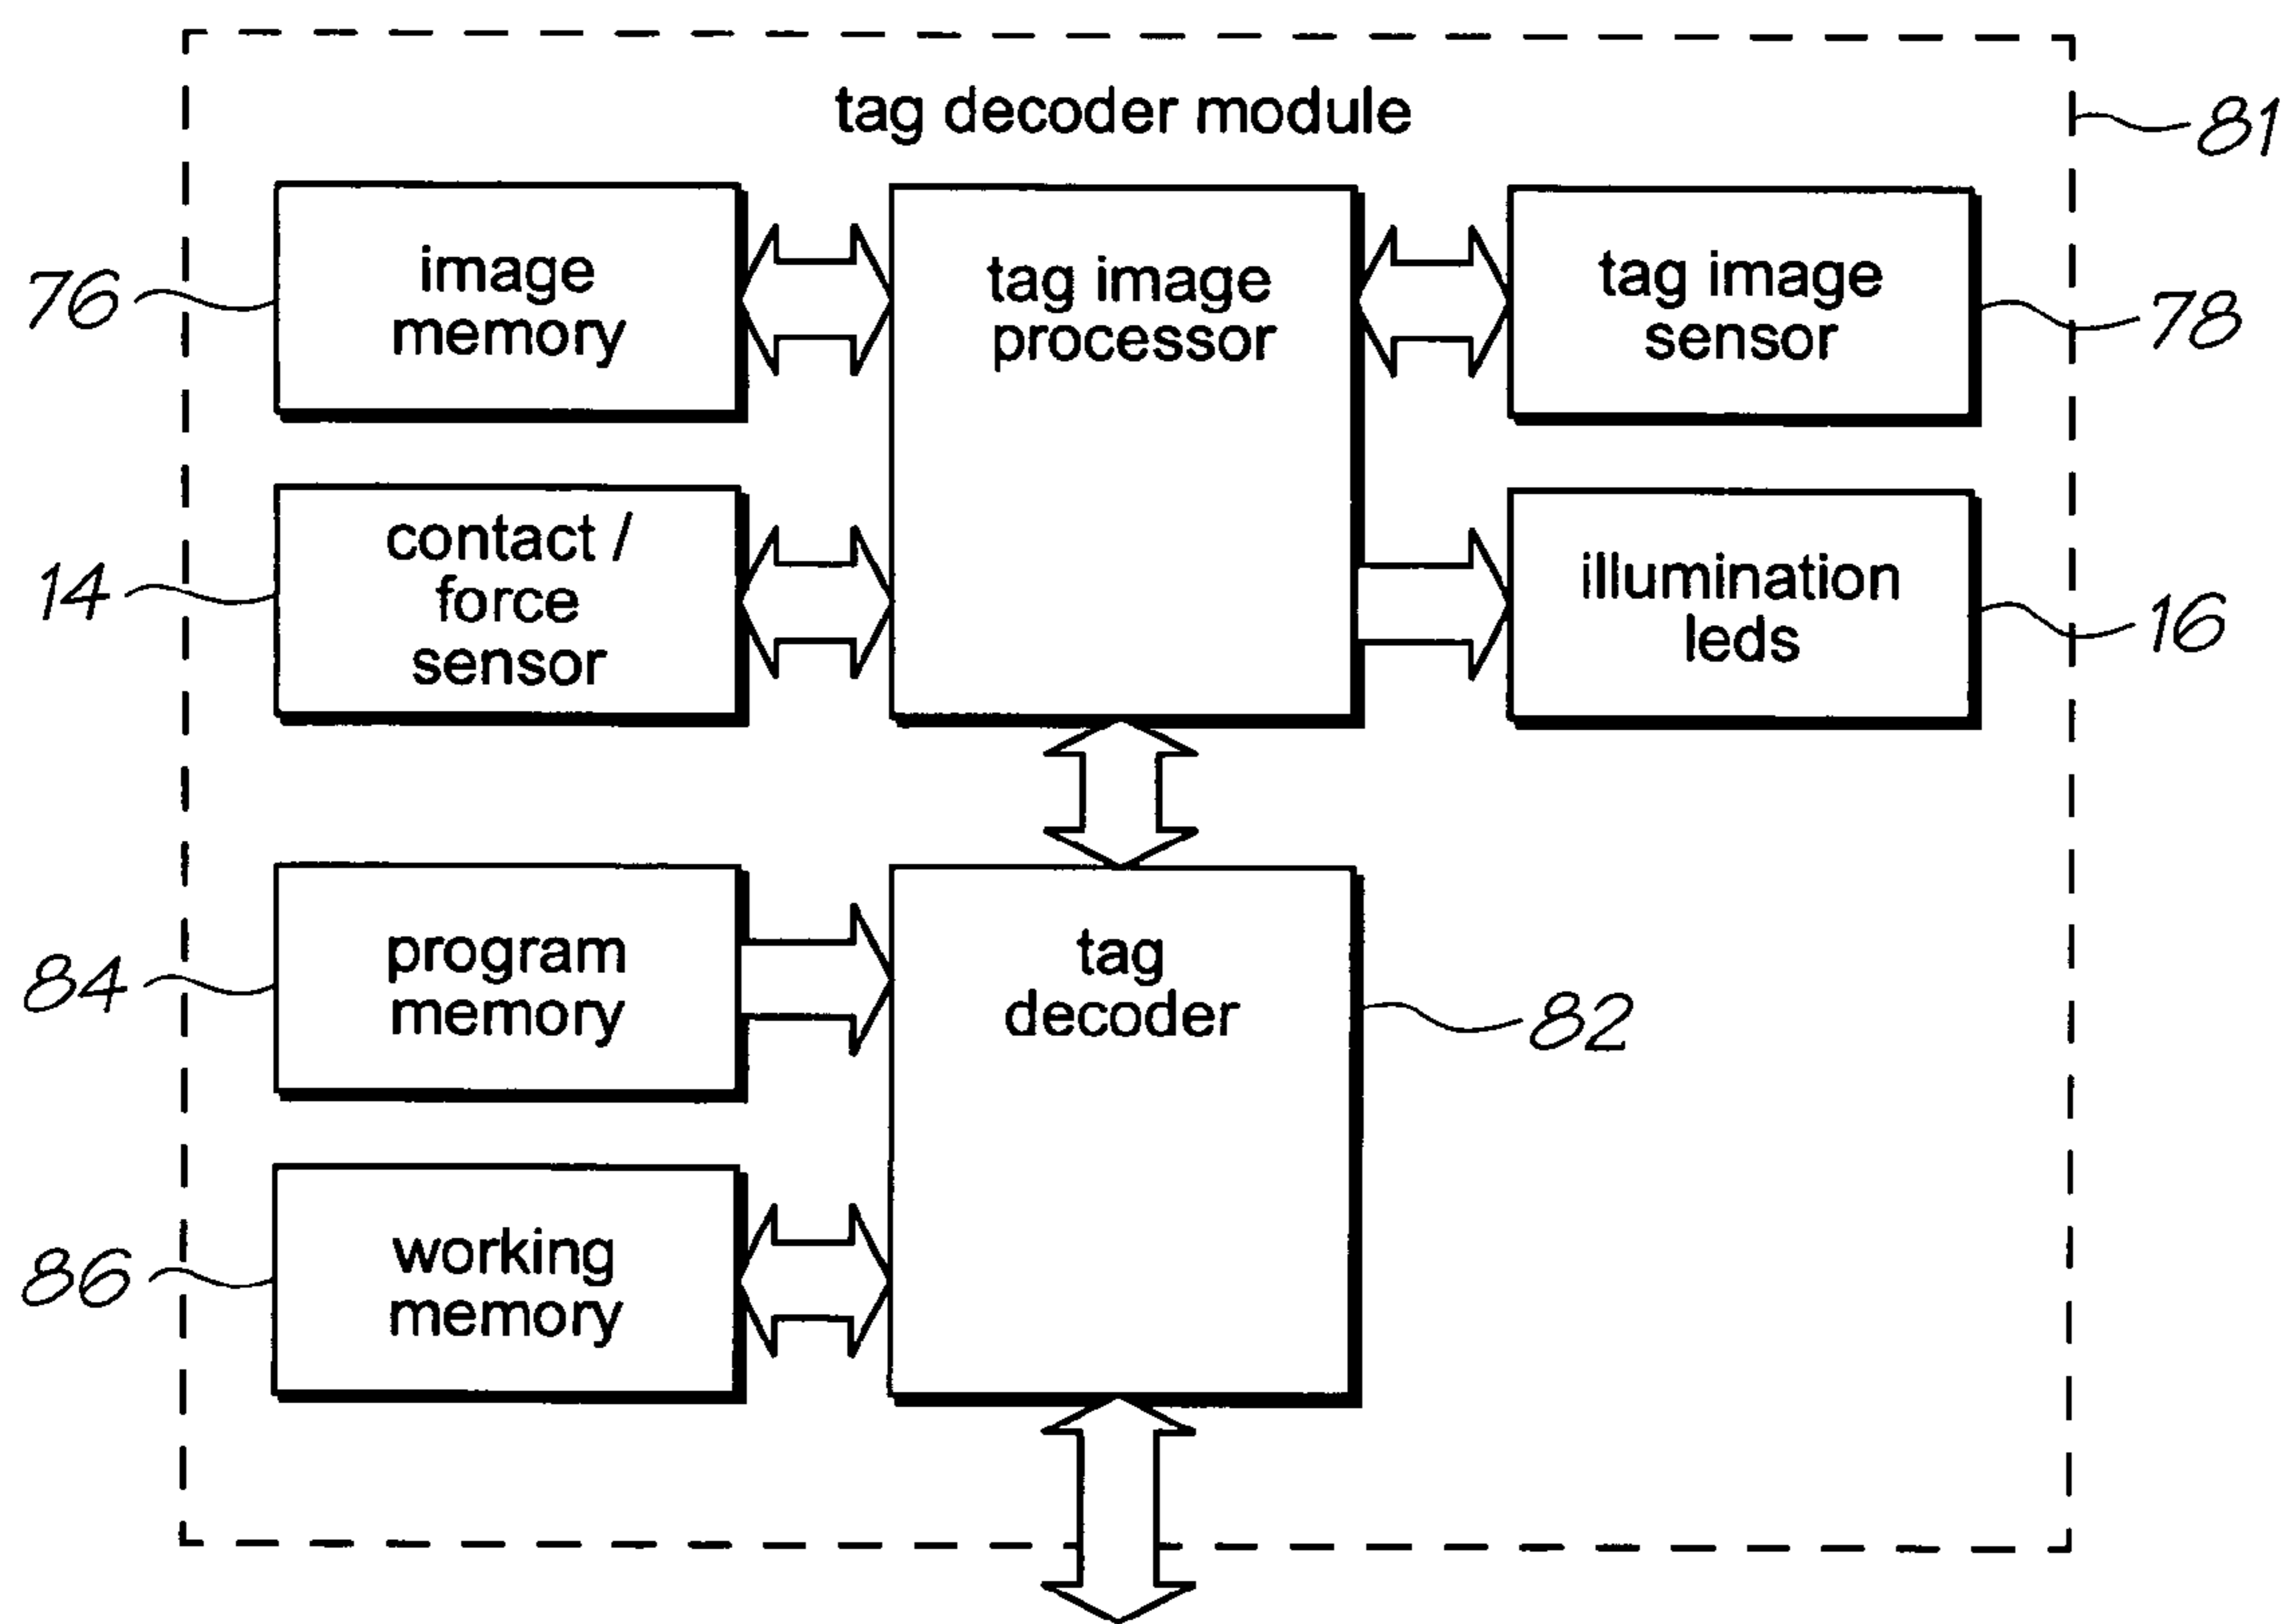 tag decoder module
81
image
memory
76
tag image
processor
tag image
sensor
78
contact /
force
sensor
14
illumination
leds
16
program
memory
84
tag
decoder
82
working
memory
86